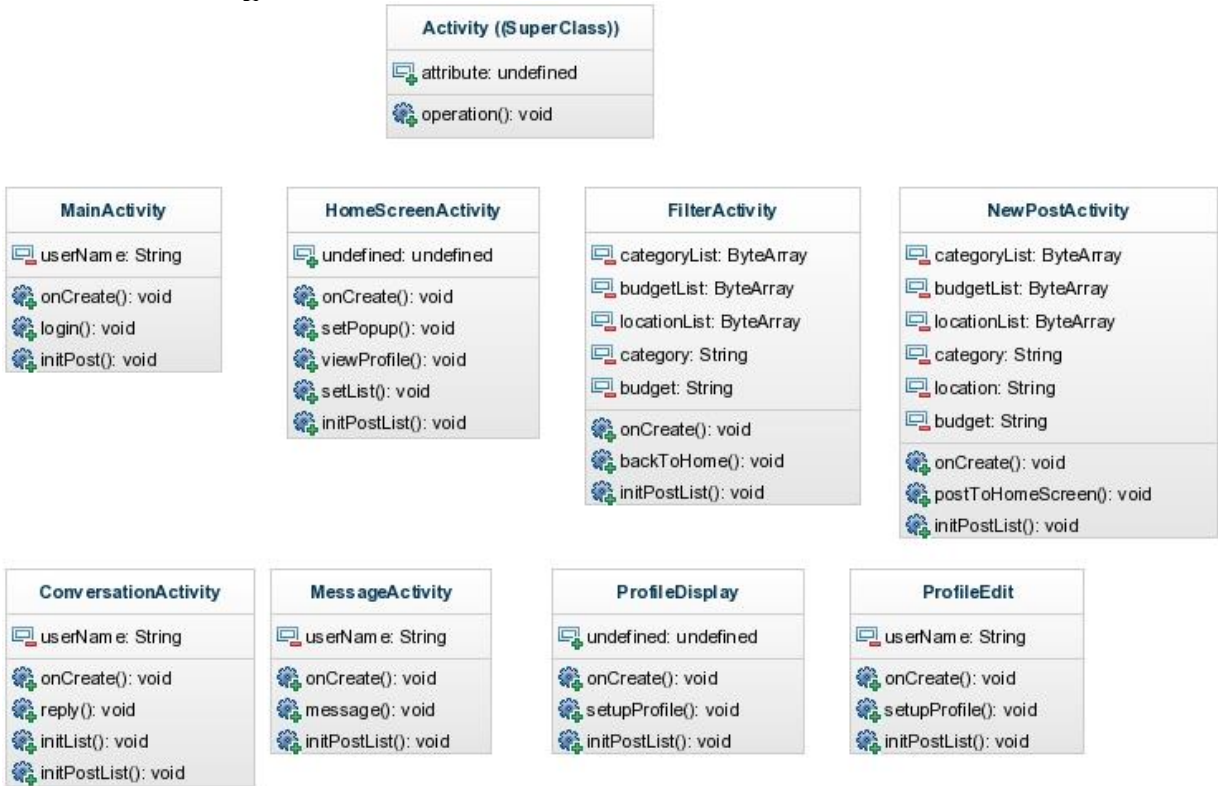 Activity ((SuperClass))
attribute: undefined
operation(): void
MainActivity
userName: String
onCreate(): void
login(): void
initPost(): void
HomeScreenActivity
undefined: undefined
onCreate(): void
setPopup(): void
viewProfile(): void
setList(): void
initPostList(): void
FilterActivity
categoryList: ByteArray
budgetList: ByteArray
locationList: ByteArray
category: String
budget: String
onCreate(): void
backToHome(): void
initPostList(): void
NewPostActivity
categoryList: ByteArray
budgetList: ByteArray
locationList: ByteArray
category: String
location: String
budget: String
onCreate(): void
postToHomeScreen(): void
initPostList(): void
ConversationActivity
userName: String
onCreate(): void
reply(): void
initList(): void
initPostList(): void
MessageActivity
userName: String
onCreate(): void
message(): void
initPostList(): void
ProfileDisplay
undefined: undefined
onCreate(): void
setupProfile(): void
initPostList(): void
ProfileEdit
userName: String
onCreate(): void
setupProfile(): void
initPostList(): void